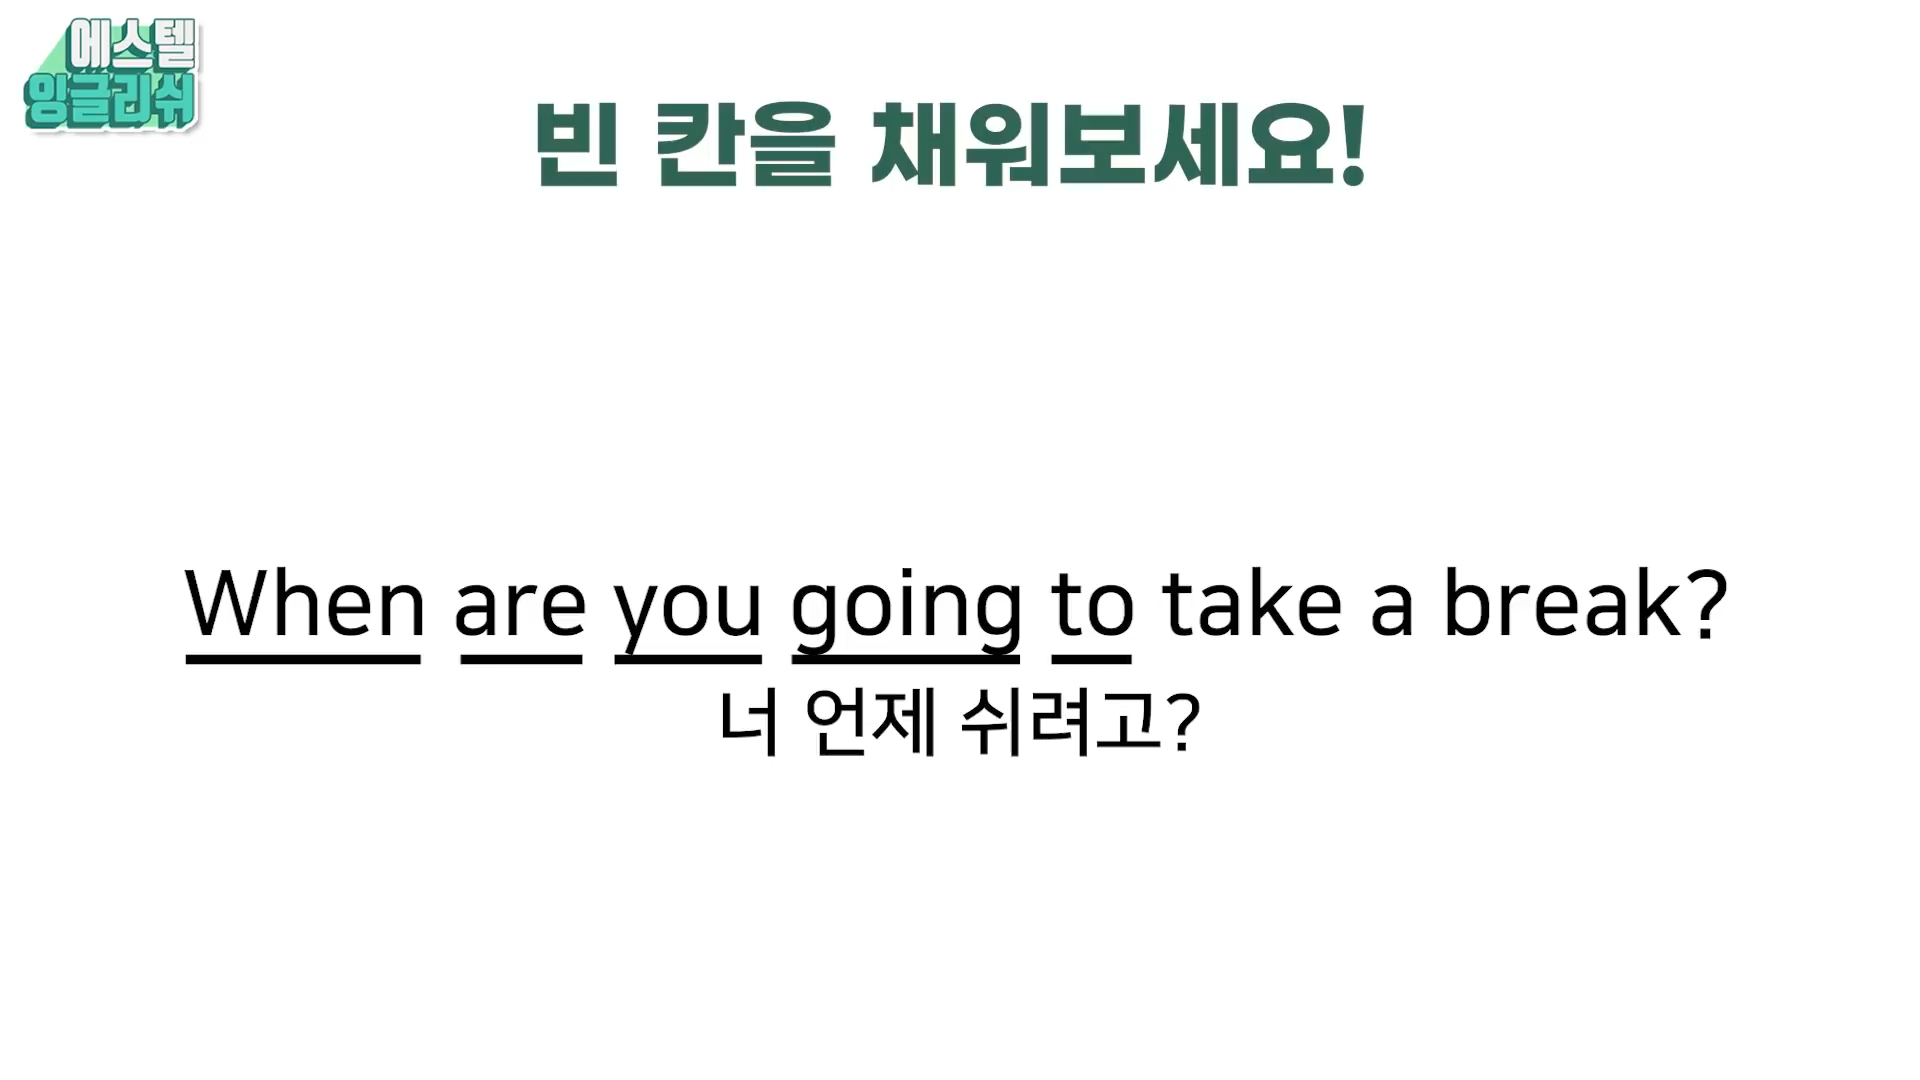 에스텔
잉글리쉬
빈 칸을 채워보세요!
When are you going to take a break?
너 언제 쉬려고?